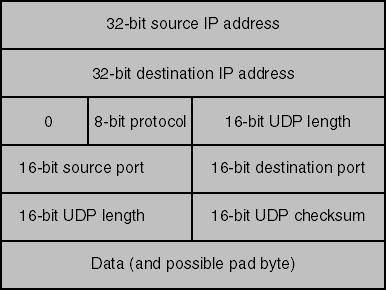 32-bit source IP address
32-bit destination IP address
0 8-bit protocol 16-bit UDP length
16-bit source port 16-bit destination port
16-bit UDP length 16-bit UDP checksum
Data (and possible pad byte)